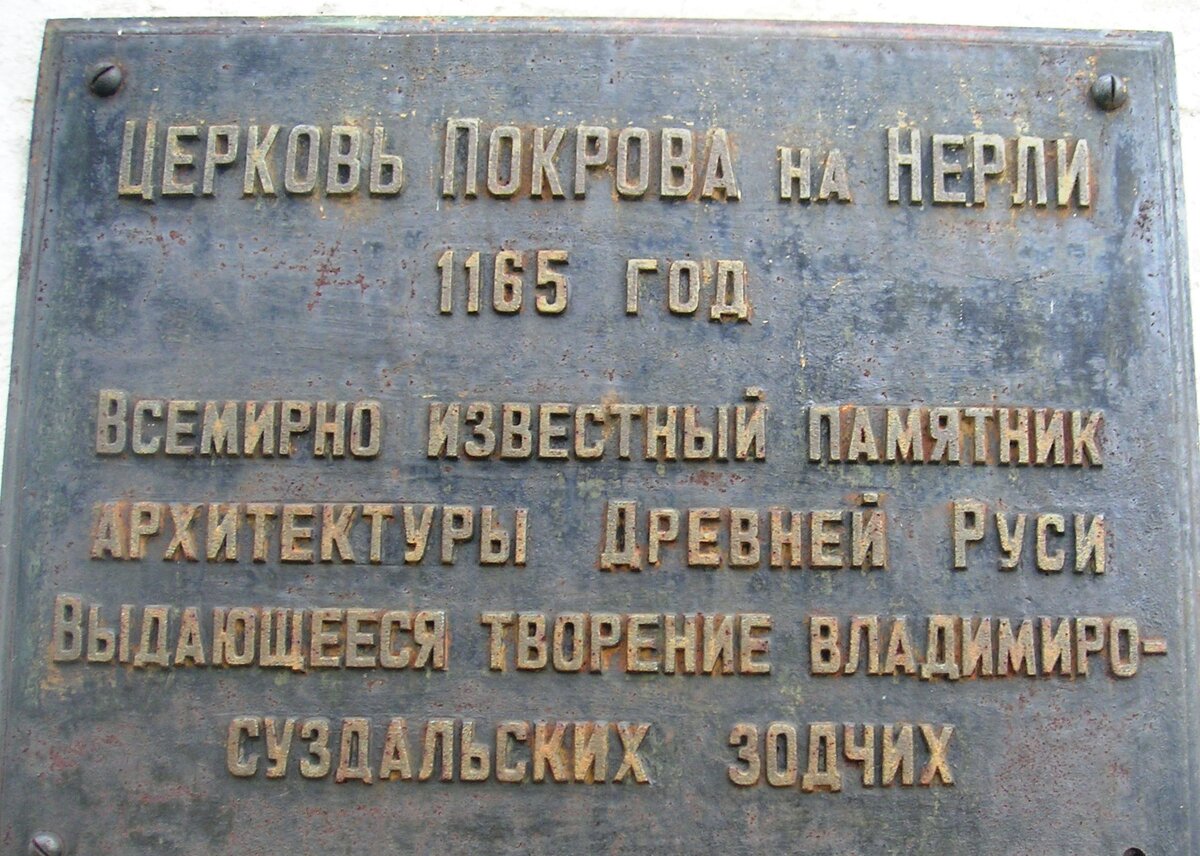 Церковь Покрова на Нерли
1165 год
Всемирно известный памятник
архитектуры Древней Руси
Выдающееся творение владимиро-
суздальских зодчих